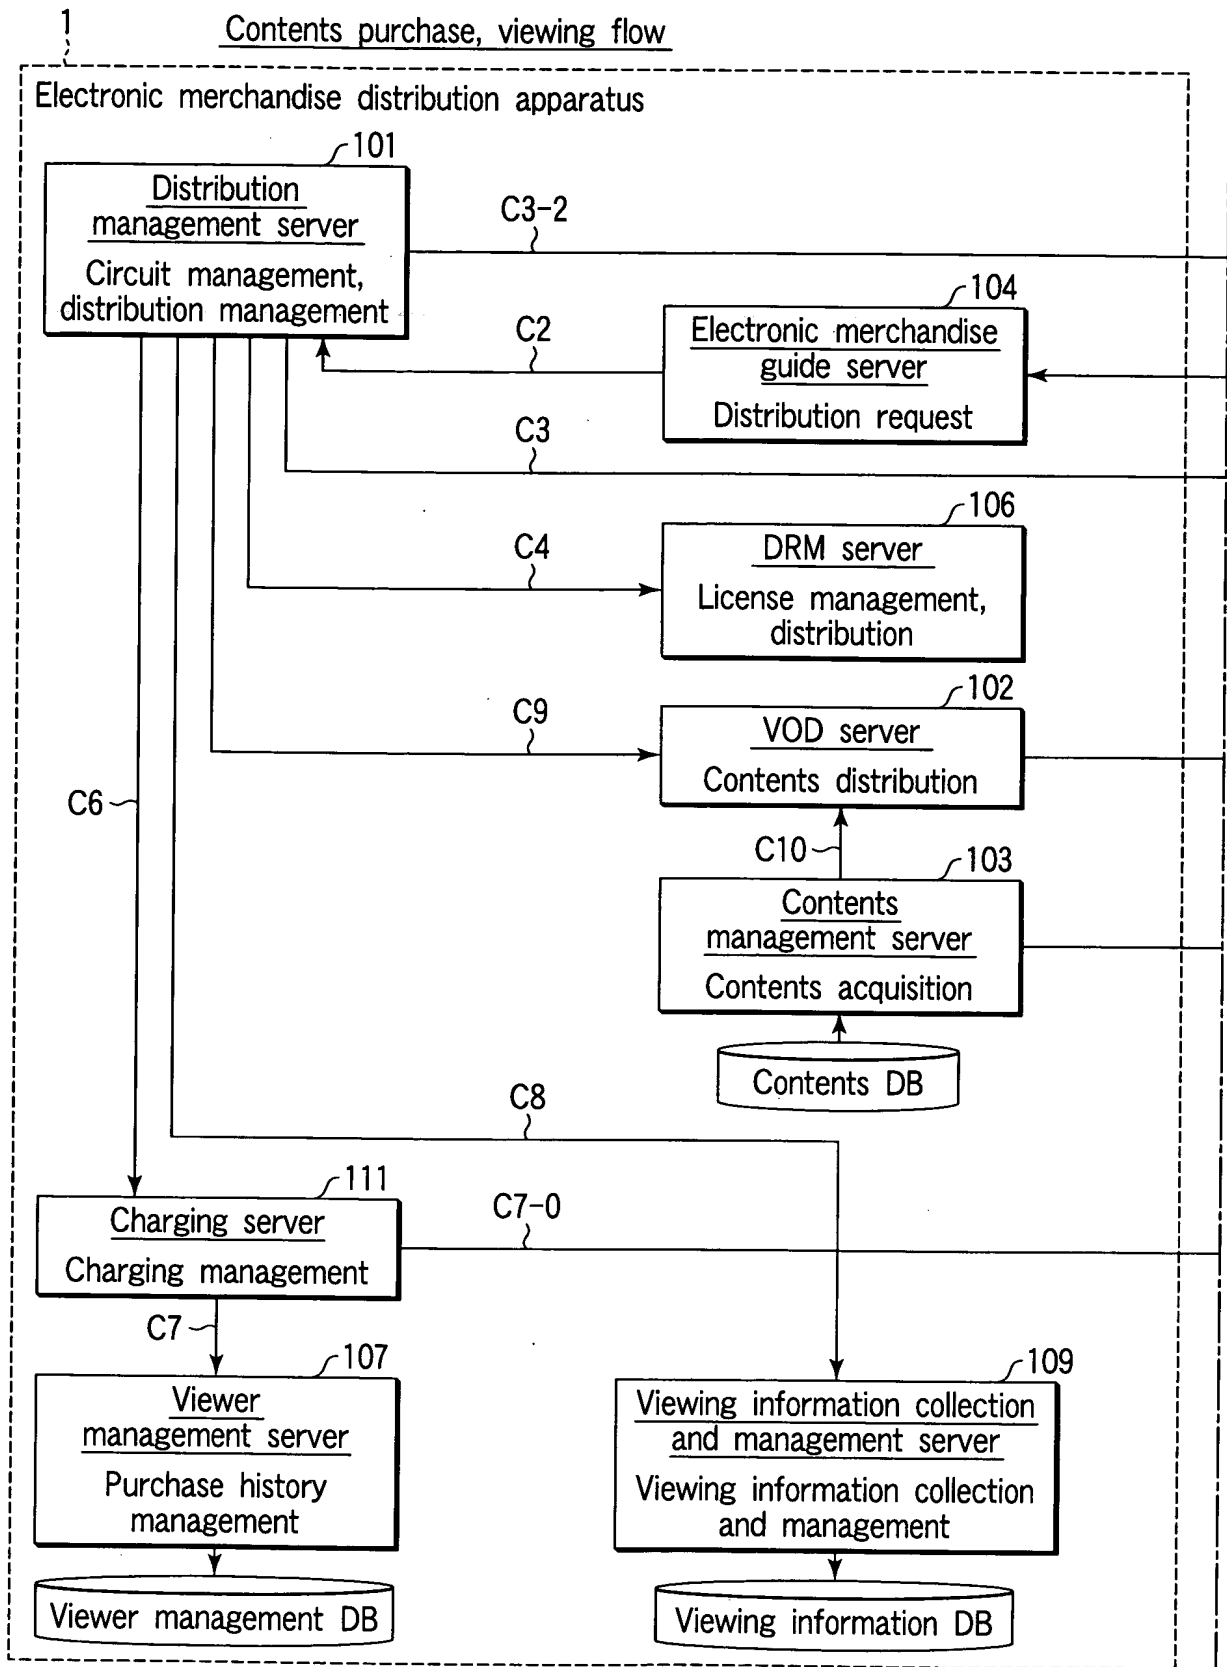 1
Contents purchase, viewing flow
Electronic merchandise distribution apparatus
101
Distribution
management server
Circuit management,
distribution management
C3-2
104
Electronic merchandise
guide server
Distribution request
C2
C3
106
DRM server
License management,
distribution
C4
102
VOD server
Contents distribution
C9
C6
C10
103
Contents
management server
Contents acquisition
Contents DB
C8
111
Charging server
Charging management
C7-0
C7
107
Viewer
management server
Purchase history
management
109
Viewing information collection
and management server
Viewing information collection
and management
Viewer management DB
Viewing information DB